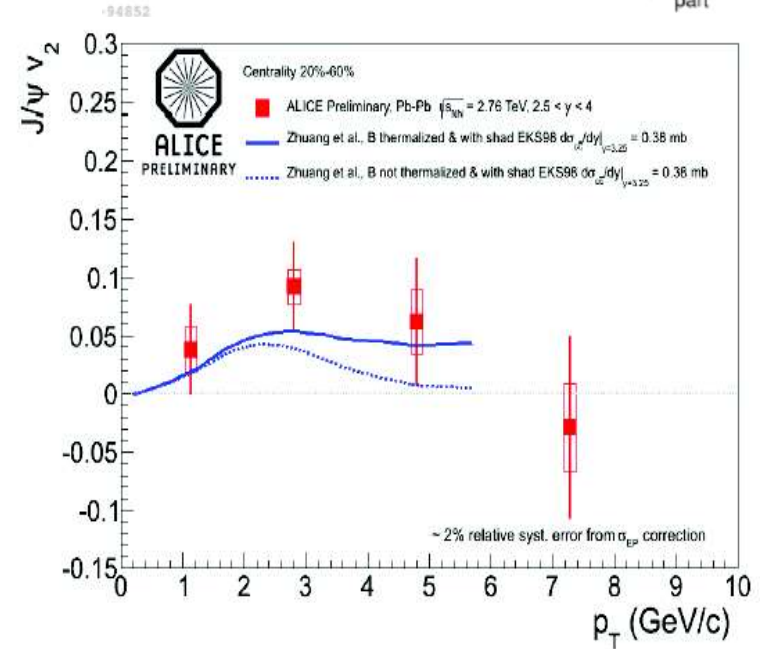 -94852
part
J/ψ v2
0.3
0.25
0.2
0.15
0.1
0.05
0
-0.05
-0.1
-0.15
ALICE
PRELIMINARY
Centrality 20%-60%
ALICE Preliminary, Pb-Pb √sNN = 2.76 TeV, 2.5 < y < 4
Zhuang et al., B thermalized & with shad EKS98 dσcc̅/dy|y=3.25 = 0.38 mb
Zhuang et al., B not thermalized & with shad EKS98 dσcc̅/dy|y=3.25 = 0.38 mb
~ 2% relative syst. error from σEP correction
0 1 2 3 4 5 6 7 8 9 10
pT (GeV/c)